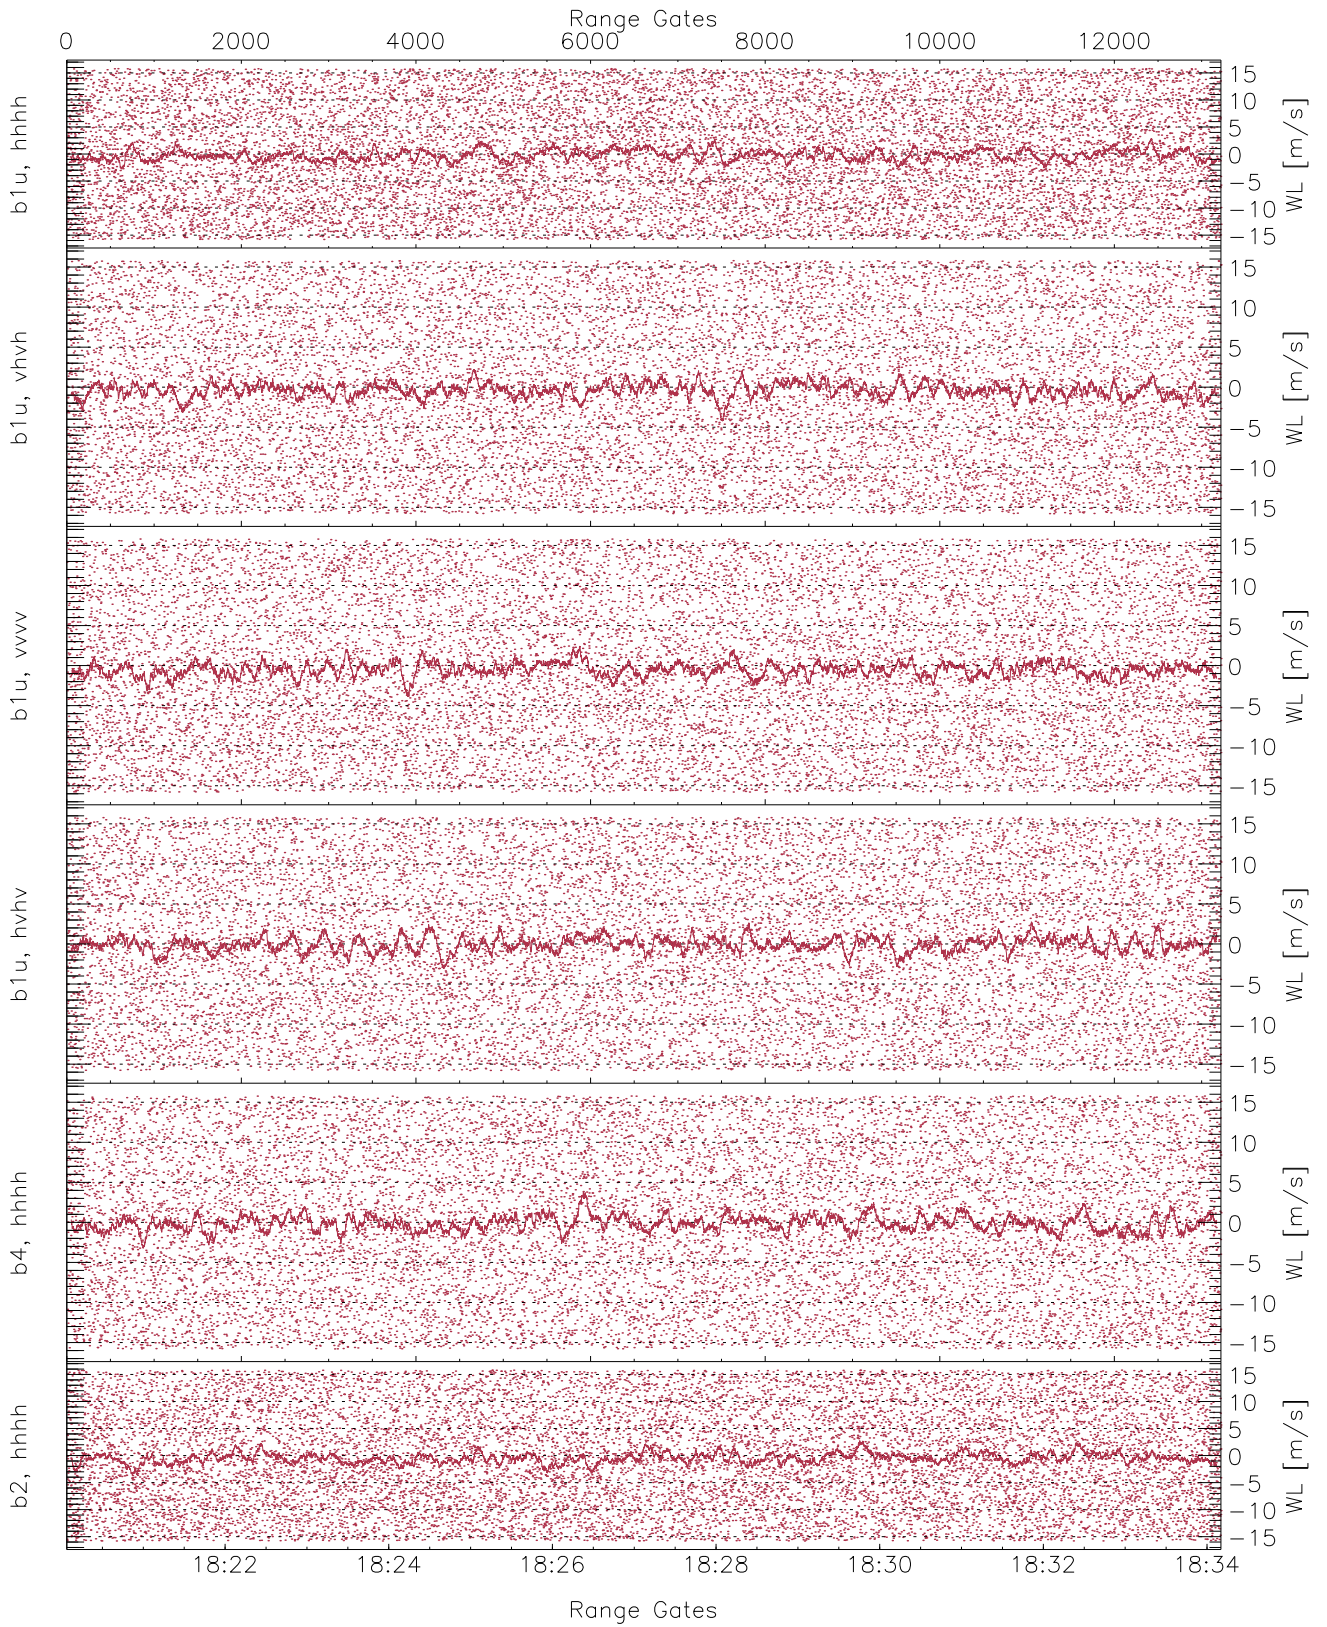 Range Gates
0 2000 4000 6000 8000 10000 12000
b1u, hhhh
15
10
5
0
−5
−10
−15
WL [m/s]
b1u, vhvh
15
10
5
0
−5
−10
−15
WL [m/s]
b1u, vvvv
15
10
5
0
−5
−10
−15
WL [m/s]
b1u, hvhv
15
10
5
0
−5
−10
−15
WL [m/s]
b4, hhhh
15
10
5
0
−5
−10
−15
WL [m/s]
b2, hhhh
15
10
5
0
−5
−10
−15
WL [m/s]
18:22 18:24 18:26 18:28 18:30 18:32 18:34
Range Gates